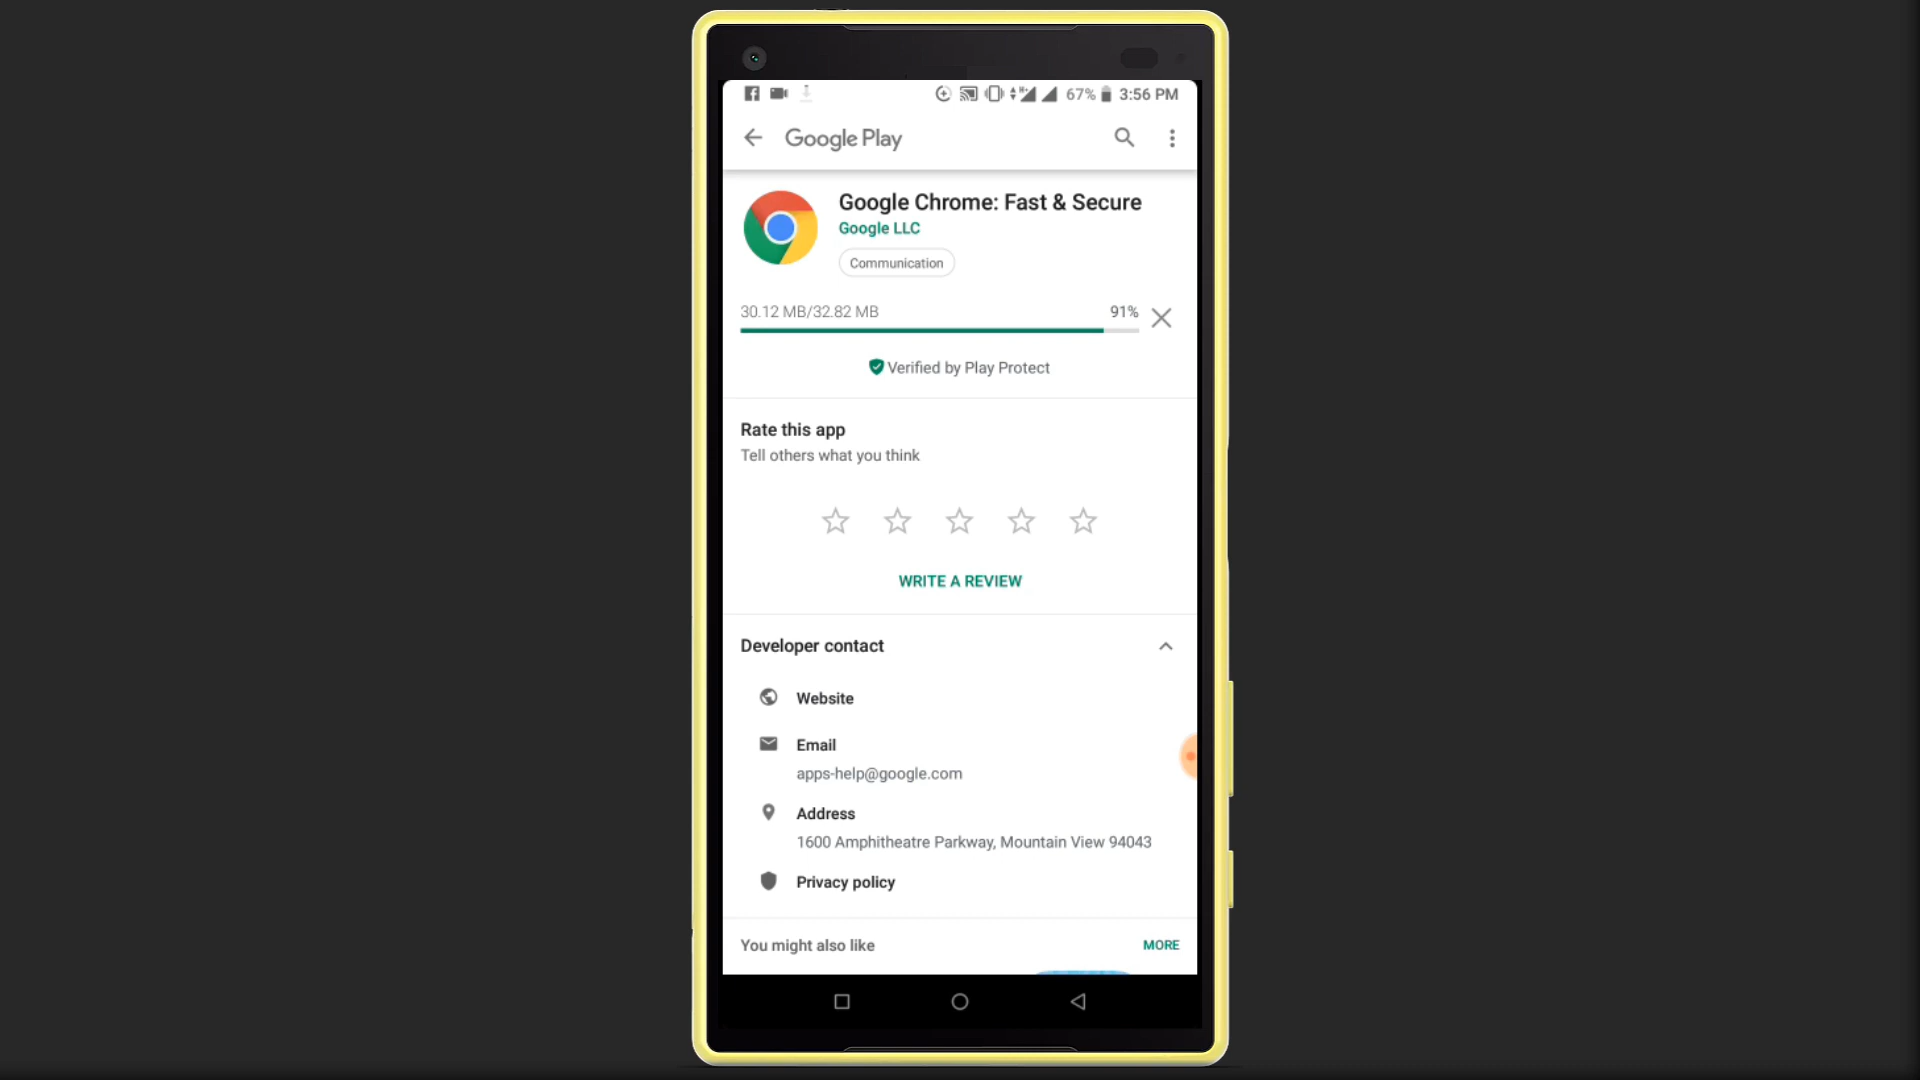 67% 3:56 PM
Google Play
Google Chrome: Fast & Secure
Google LLC
Communication
30.12 MB/32.82 MB 91%
Verified by Play Protect
Rate this app
Tell others what you think
WRITE A REVIEW
Developer contact
Website
Email
apps-help@google.com
Address
1600 Amphitheatre Parkway, Mountain View 94043
Privacy policy
You might also like MORE